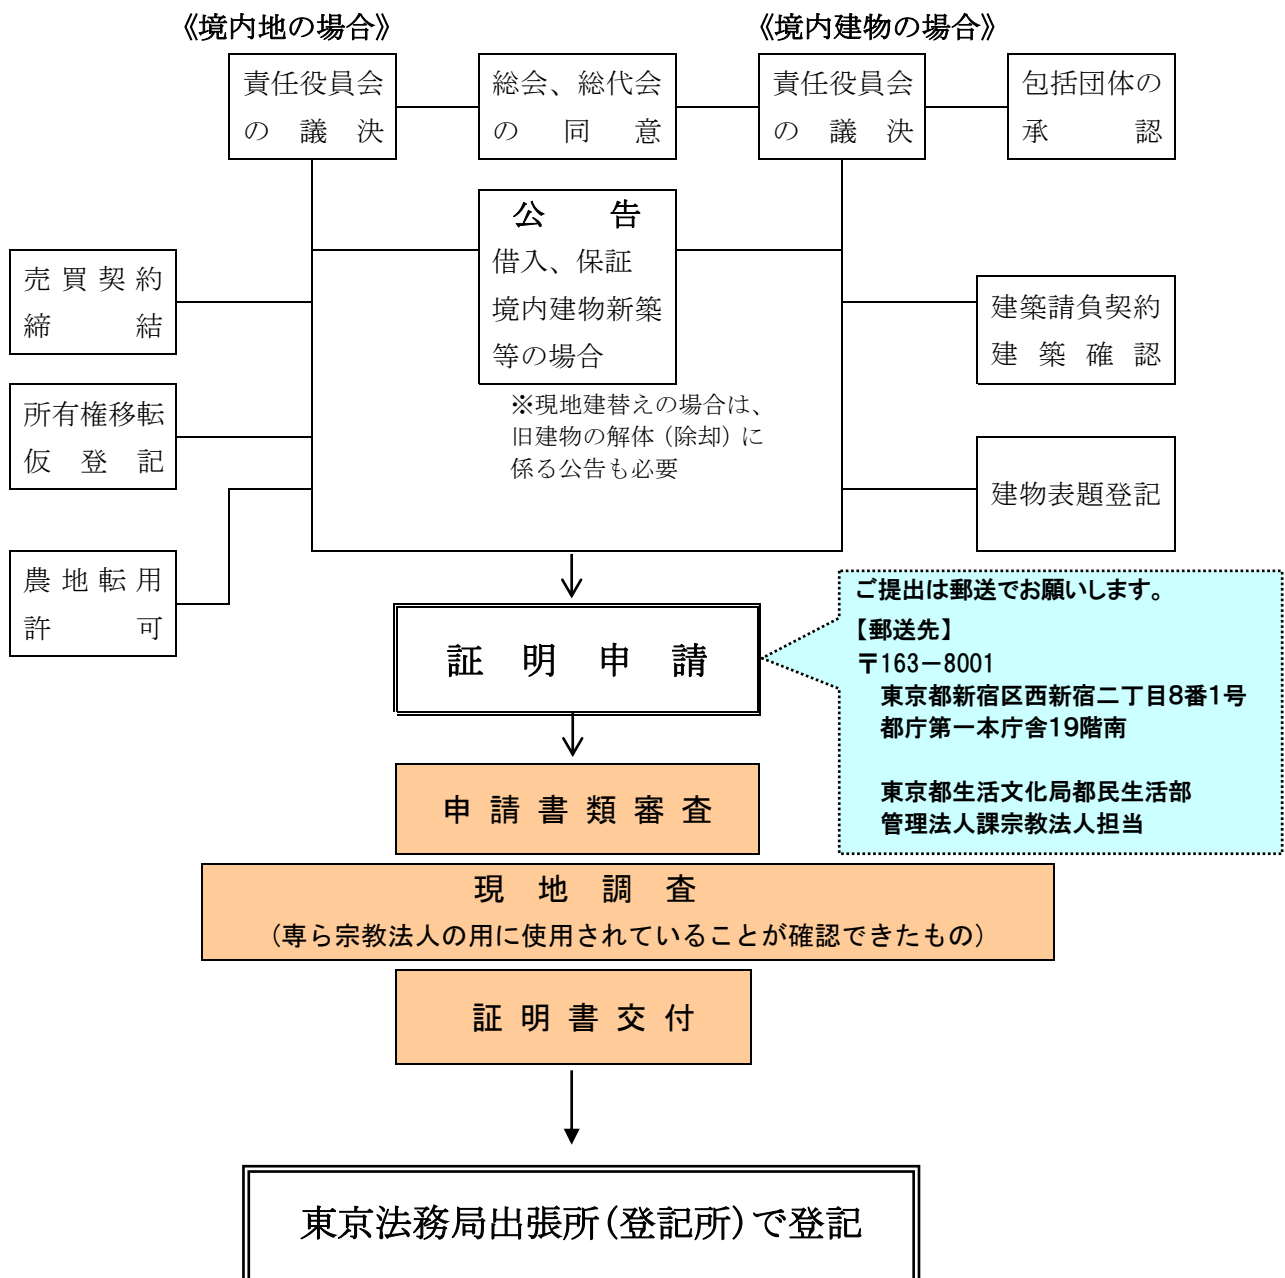 《境内地の場合》
《境内建物の場合》
責任役員会
の議決
総会、総代会
の同意
責任役員会
の議決
包括団体の
承認
公告
借入、保証
境内建物新築
等の場合
※現地建替えの場合は、
旧建物の解体（除却）に
係る公告も必要
売買契約
締結
所有権移転
仮登記
農地転用
許可
建築請負契約
建築確認
建物表題登記
証明申請
ご提出は郵送でお願いします。
【郵送先】
〒163－8001
東京都新宿区西新宿二丁目8番1号
都庁第一本庁舎19階南
東京都生活文化局都民生活部
管理法人課宗教法人担当
申請書類審査
現地調査
（専ら宗教法人の用に使用されていることが確認できたもの）
証明書交付
東京法務局出張所（登記所）で登記